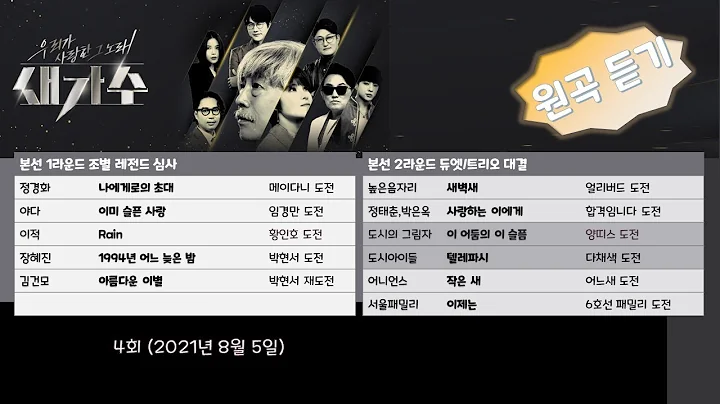 우리가
사랑한 그 노래
새가수
원곡 듣기
본선 1라운드 조별 레전드 심사
정경화 나에게로의 초대 메이다니 도전
야다 이미 슬픈 사랑 임경만 도전
이적 Rain 황인호 도전
장혜진 1994년 어느 늦은 밤 박현서 도전
김건모 아름다운 이별 박현서 재도전
본선 2라운드 듀엣/트리오 대결
높은음자리 새벽새 얼리버드 도전
정태춘,박은옥 사랑하는 이에게 합격입니다 도전
도시의 그림자 이 어둠의 이 슬픔 양띠스 도전
도시아이들 텔레파시 다채색 도전
어니언스 작은 새 어느새 도전
서울패밀리 이제는 6호선 패밀리 도전
4회 (2021년 8월 5일)